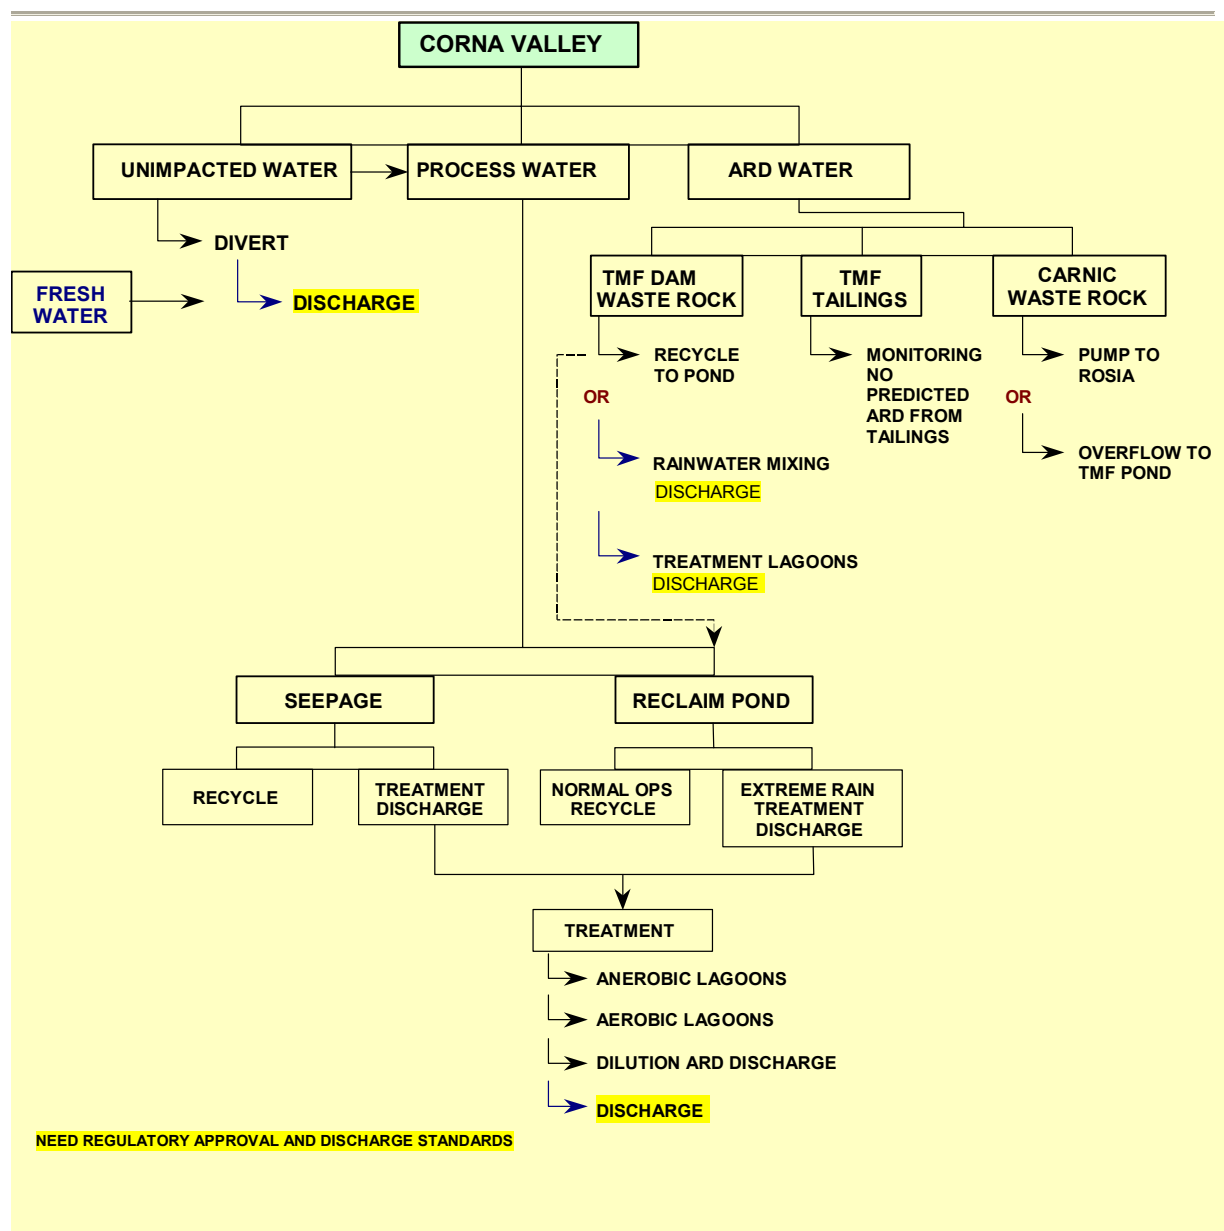 CORNA VALLEY
UNIMPACTED WATER
PROCESS WATER
ARD WATER
DIVERT
FRESH
WATER
DISCHARGE
TMF DAM
WASTE ROCK
TMF
TAILINGS
CARNIC
WASTE ROCK
RECYCLE
TO POND
MONITORING
NO
PREDICTED
ARD FROM
TAILINGS
PUMP TO
ROSIA
OR
OR
RAINWATER MIXING
DISCHARGE
OVERFLOW TO
TMF POND
TREATMENT LAGOONS
DISCHARGE
SEEPAGE
RECLAIM POND
RECYCLE
TREATMENT
DISCHARGE
NORMAL OPS
RECYCLE
EXTREME RAIN
TREATMENT
DISCHARGE
TREATMENT
ANEROBIC LAGOONS
AEROBIC LAGOONS
DILUTION ARD DISCHARGE
DISCHARGE
NEED REGULATORY APPROVAL AND DISCHARGE STANDARDS